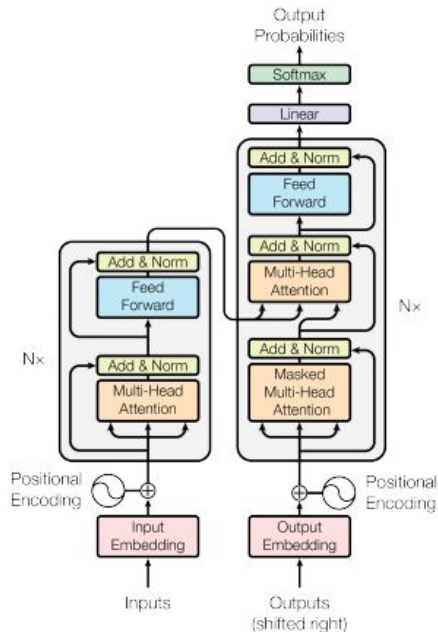 Output
Probabilities
Softmax
Linear
Add & Norm
Feed
Forward
Add & Norm
Multi-Head
Attention
Add & Norm
Masked
Multi-Head
Attention
Nx
Positional
Encoding
Output
Embedding
Outputs
(shifted right)
Add & Norm
Feed
Forward
Add & Norm
Multi-Head
Attention
Nx
Positional
Encoding
Input
Embedding
Inputs